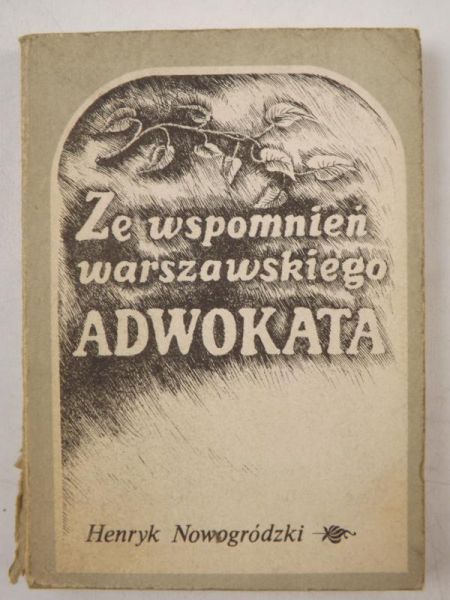 Ze wspomnień
warszawskiego
ADWOKATA
Henryk Nowogródzki